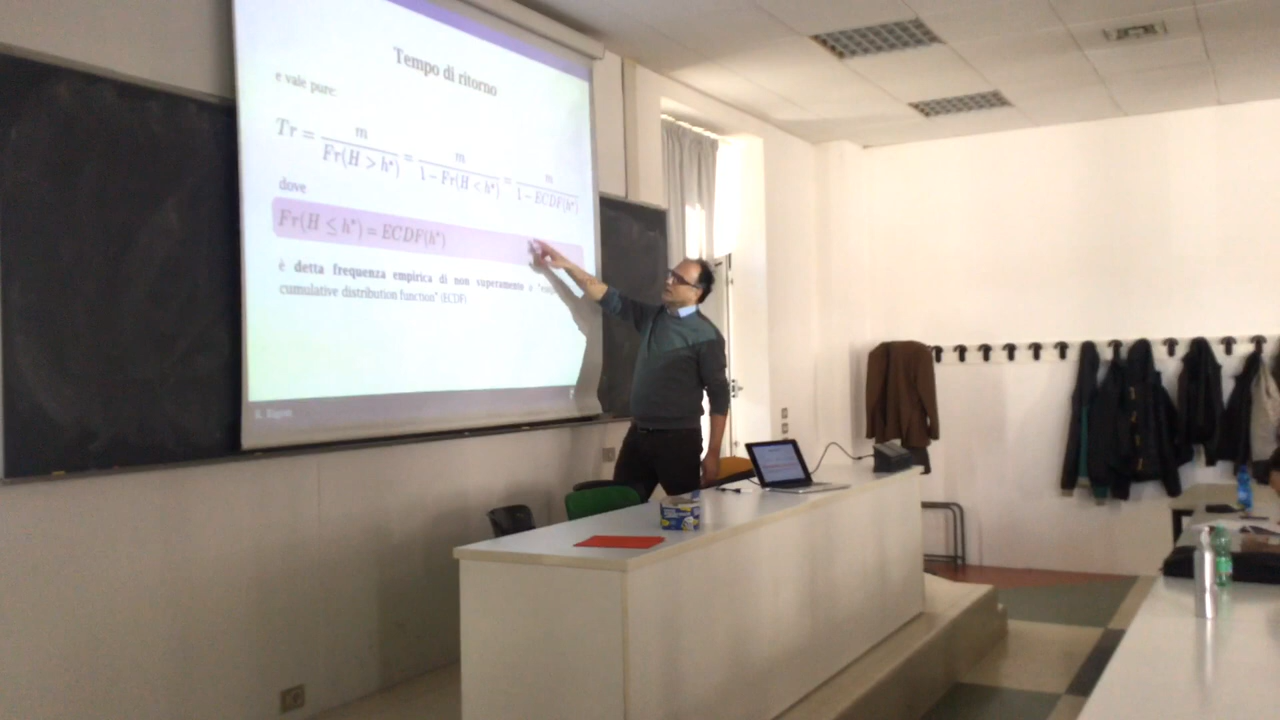 Tempo di ritorno
e vale pure:
Tr = m / Fr(H > h*) = m / 1 − Fr(H < h*) = m / 1 − ECDF(h*)
dove
Fr(H ≤ h*) = ECDF(h*)
è detta frequenza empirica di non superamento o
cumulative distribution function" (ECDF)
R. Rigon